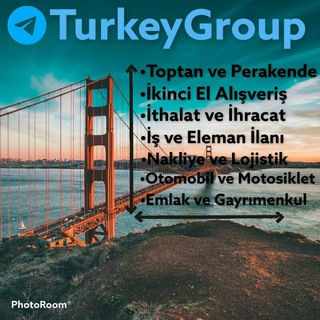 TurkeyGroup
•Toptan ve Perakende
•İkinci El Alışveriş
•İthalat ve İhracat
•İş ve Eleman İlanı
•Nakliye ve Lojistik
•Otomobil ve Motosiklet
•Emlak ve Gayrımenkul
PhotoRoom®